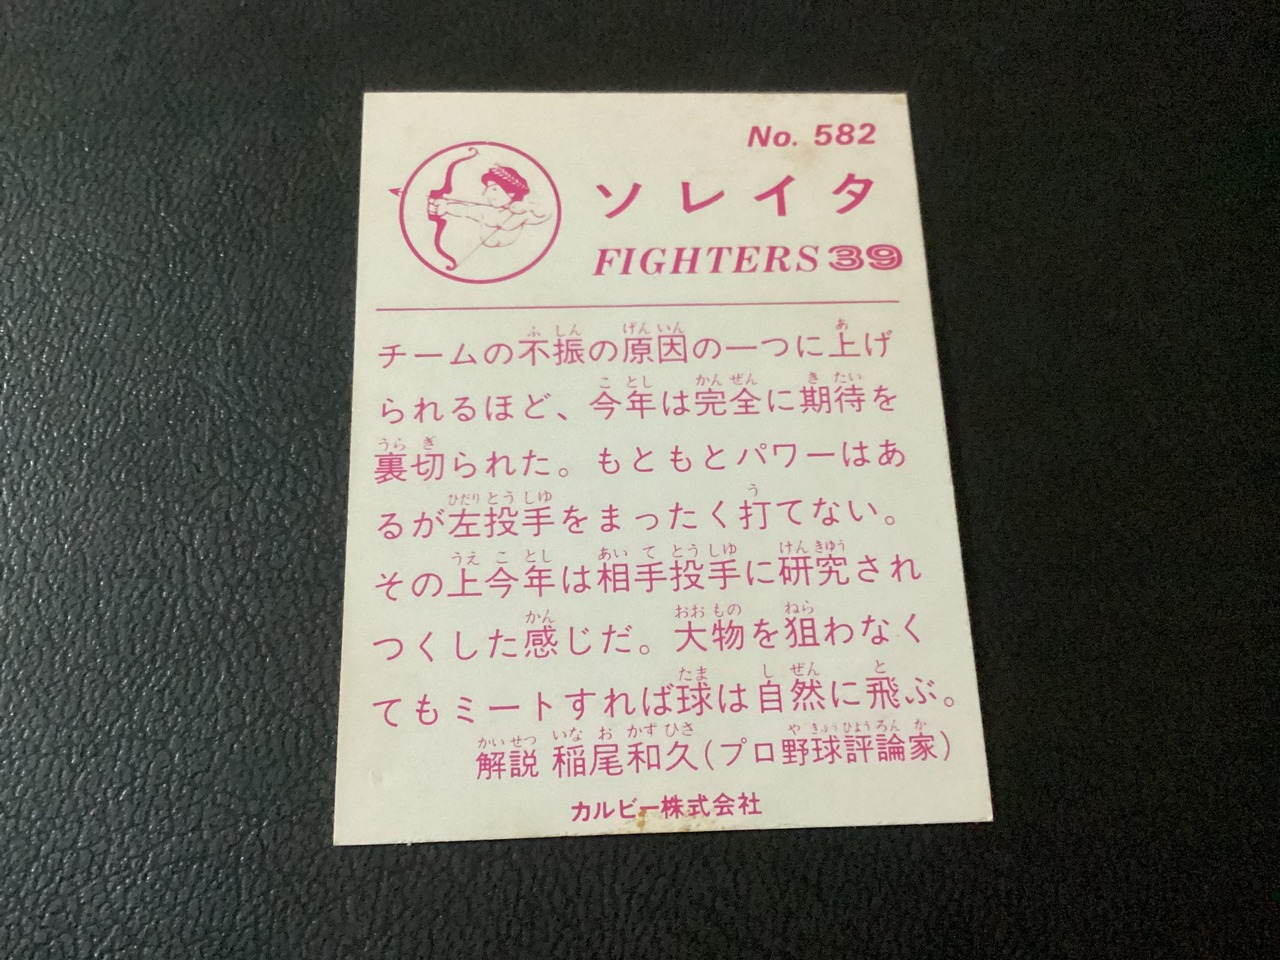 No. 582
ソレイタ
FIGHTERS 39
チームの不振の原因の一つに上げ
られるほど、今年は完全に期待を
裏切られた。もともとパワーはあ
るが左投手をまったく打てない。
その上今年は相手投手に研究され
つくした感じだ。大物を狙わなく
てもミートすれば球は自然に飛ぶ。
解説 稲尾和久(プロ野球評論家)
カルビー株式会社